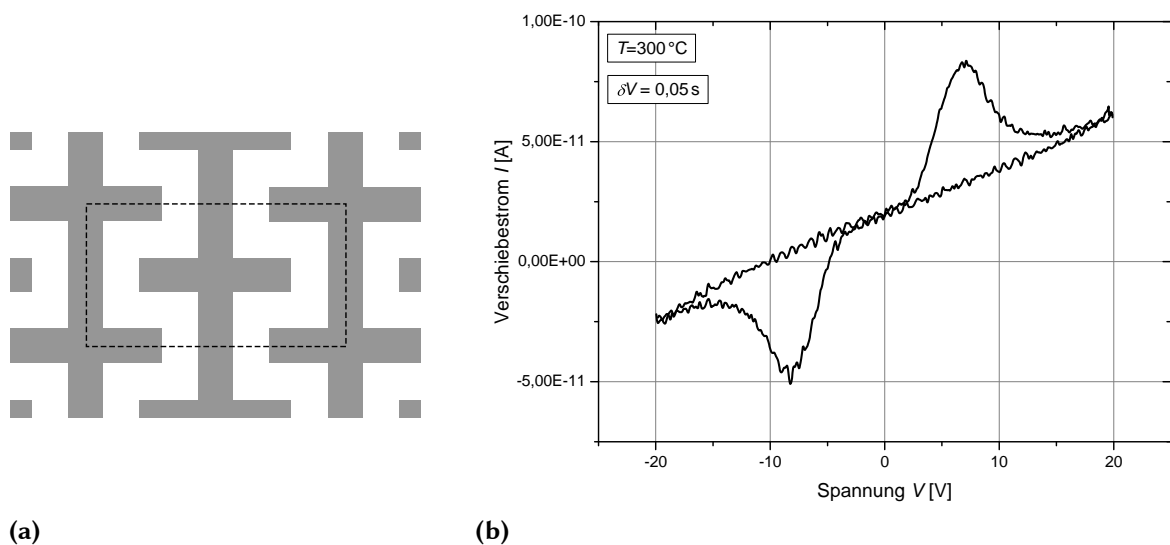 1,00E-10
T=300 °C
δV = 0,05 s
5,00E-11
0,00E+00
-5,00E-11
Verschiebestrom I [A]
-20 -10 0 10 20
Spannung V [V]
(a) (b)